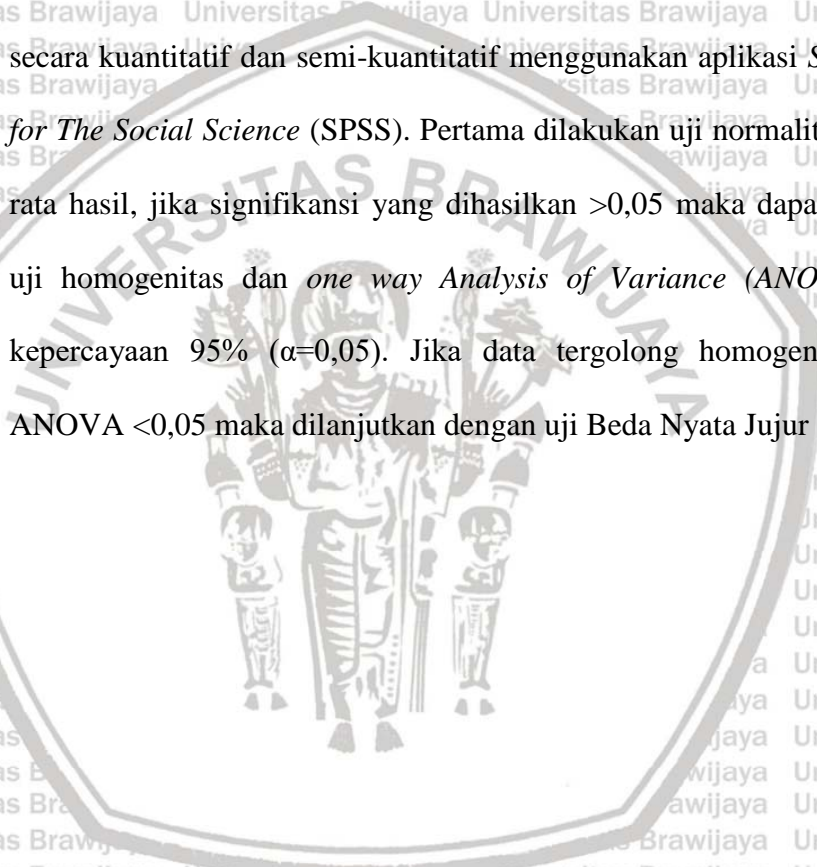 secara kuantitatif dan semi-kuantitatif menggunakan aplikasi S
for The Social Science (SPSS). Pertama dilakukan uji normalit
rata hasil, jika signifikansi yang dihasilkan >0,05 maka dapa
uji homogenitas dan one way Analysis of Variance (ANO
kepercayaan 95% (α=0,05). Jika data tergolong homogen
ANOVA <0,05 maka dilanjutkan dengan uji Beda Nyata Jujur
UNIVERSITAS BRAWIJAYA